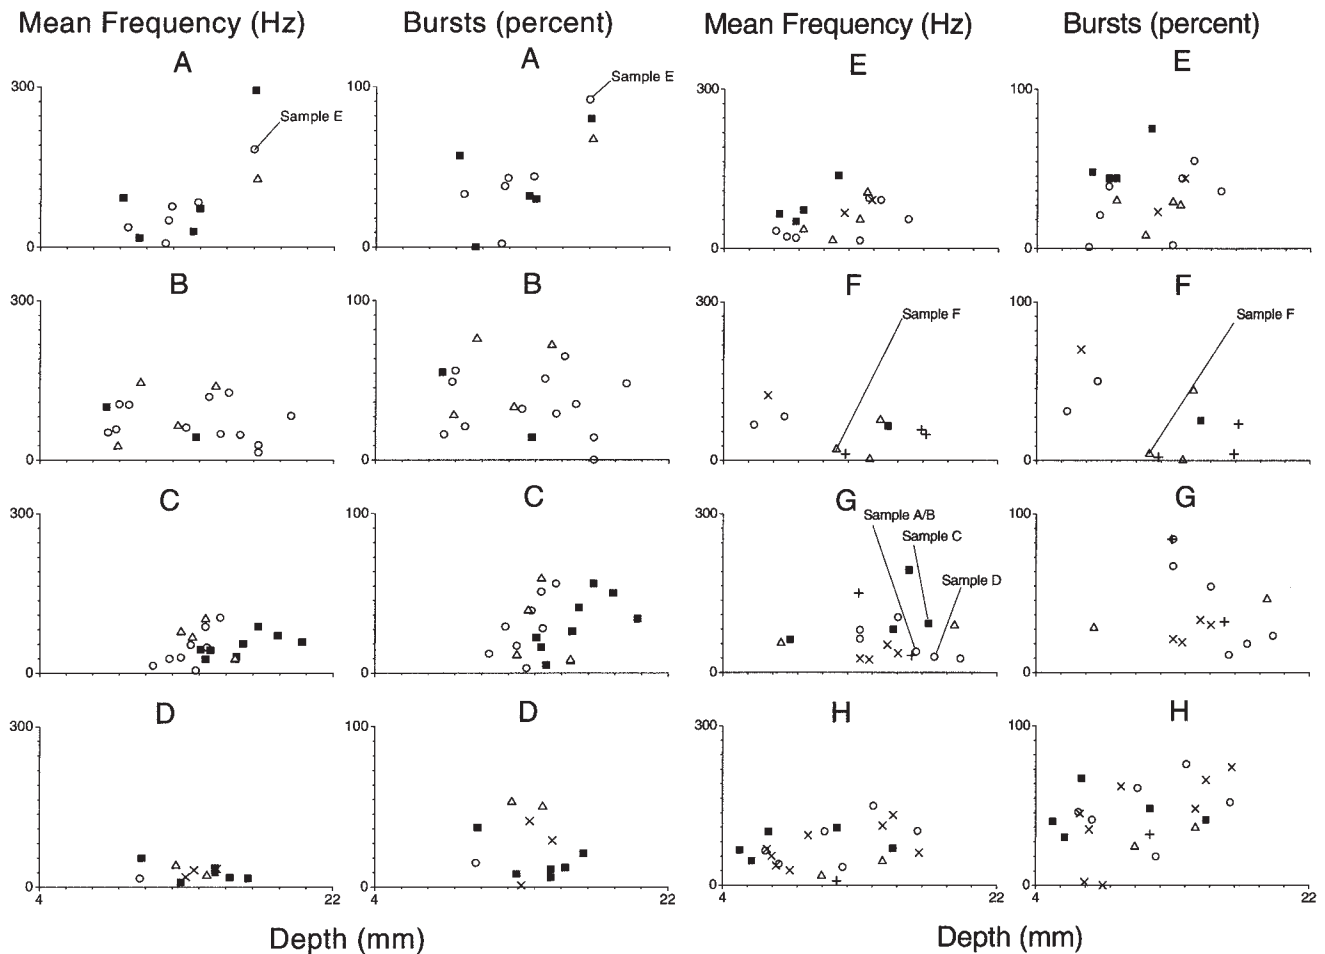 Mean Frequency (Hz) Bursts (percent) Mean Frequency (Hz) Bursts (percent)
A A E E
300 100 300 100
Sample E
Sample E
0 0 0 0
B B F F
300 100 300 100
Sample F Sample F
0 0 0 0
C C G G
300 100 300 100
Sample A/B
Sample C
Sample D
0 0 0 0
D D H H
300 100 300 100
0 0 0 0
4 22 4 22 4 22 4 22
Depth (mm) Depth (mm)